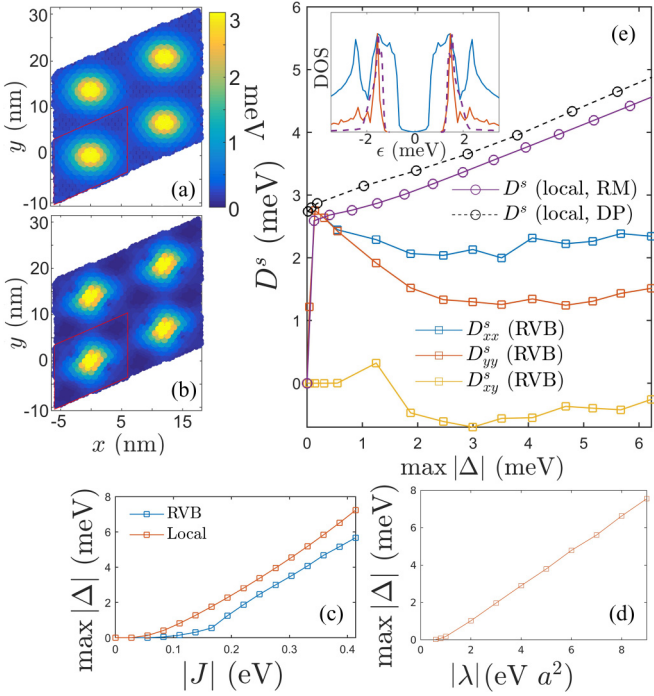 30
20
10
0
-10
y (nm)
(a)
3
2
1
0
meV
30
20
10
0
-10
y (nm)
(b)
-5
5
15
x (nm)
(e)
6
5
4
3
2
1
0
D^s (meV)
DOS
-2
0
2
ϵ (meV)
D^s (local, RM)
D^s (local, DP)
D^s_xx (RVB)
D^s_yy (RVB)
D^s_xy (RVB)
0 1 2 3 4 5 6
max |Δ| (meV)
8
6
4
2
0
max |Δ| (meV)
RVB
Local
(c)
0 0.1 0.2 0.3 0.4
|J| (eV)
8
6
4
2
0
max |Δ| (meV)
(d)
0 2 4 6 8
|λ|(eV a²)